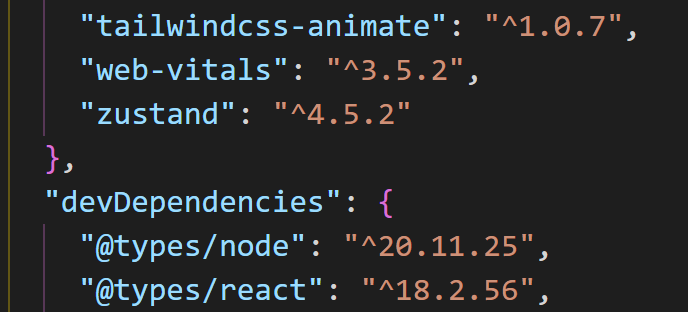 "tailwindcss-animate": "^1.0.7",
"web-vitals": "^3.5.2",
"zustand": "^4.5.2"
},
"devDependencies": {
"@types/node": "^20.11.25",
"@types/react": "^18.2.56",